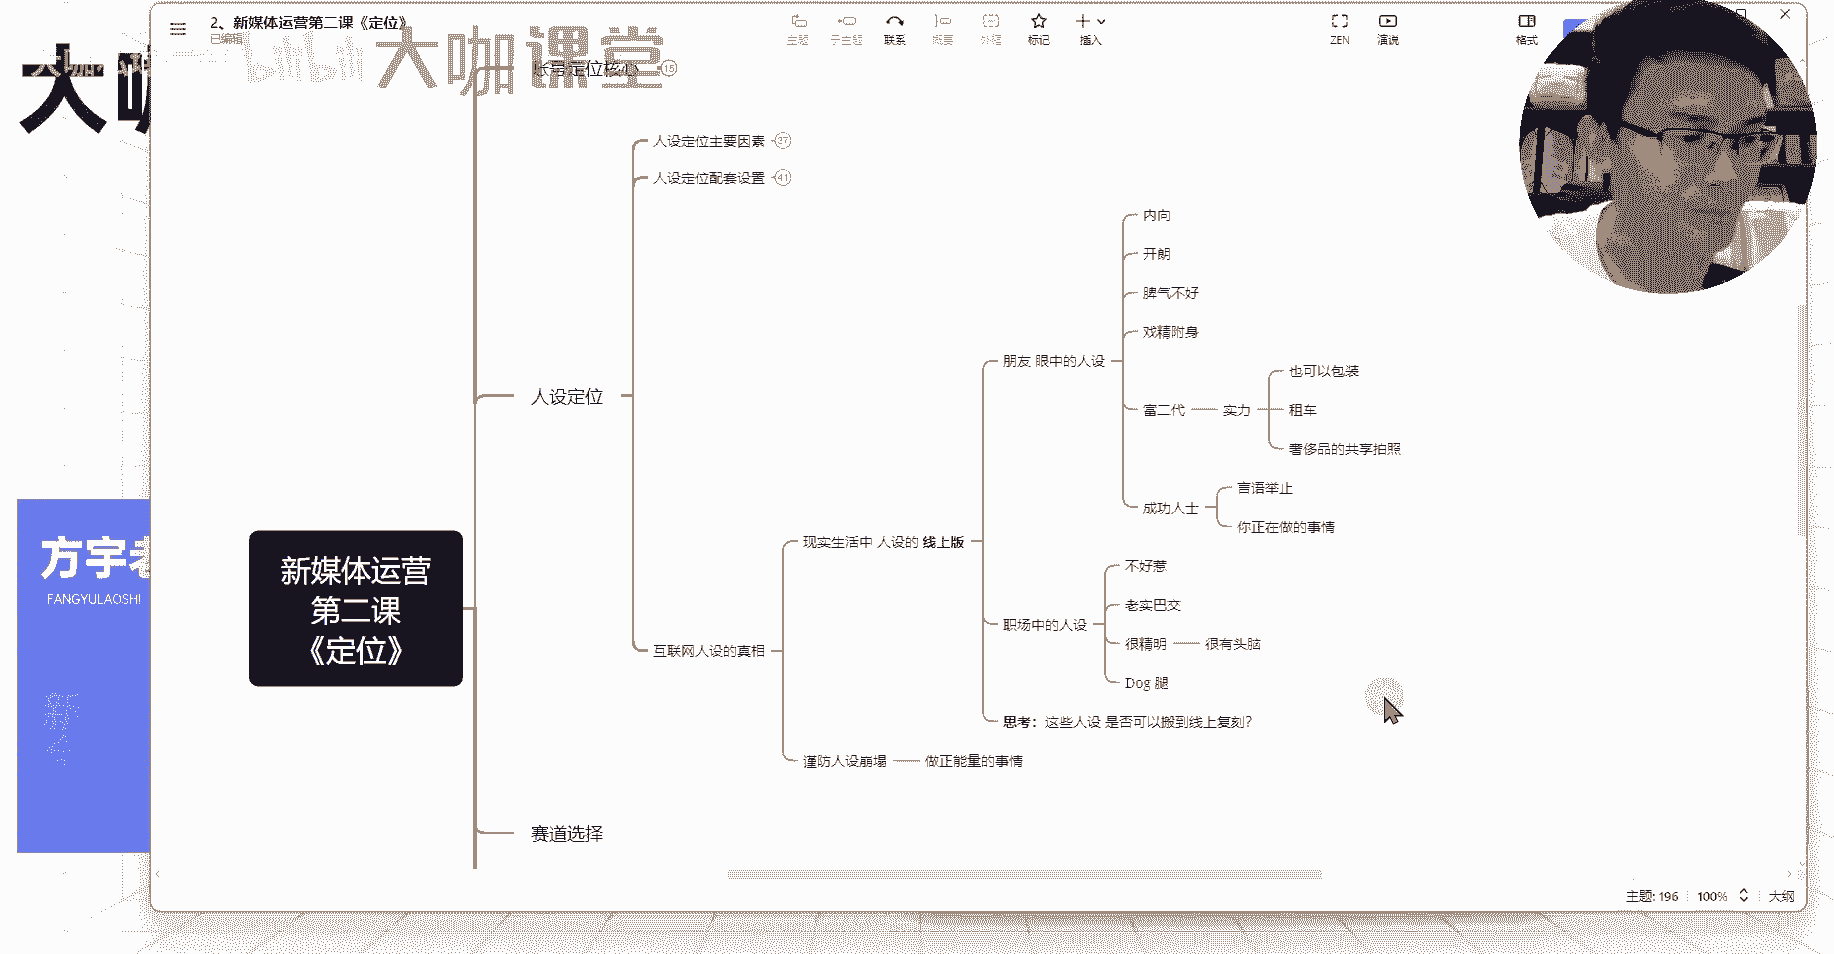 2、新媒体运营第二课《定位》
已编辑
主题
子主题
联系
概要
外框
标记
插入
ZEN
演说
格式
bilibili 大咖课堂
大咖
账号定位核心 15
人设定位主要因素 27
人设定位配套设置 41
内向
开朗
脾气不好
戏精附身
朋友 眼中的人设
也可以包装
人设定位
富二代 实力 租车
奢侈品的共享拍照
言语举止
成功人士
你正在做的事情
现实生活中 人设的 线上版
不好惹
新媒体运营
第二课
《定位》
方宇老
FANGYULAOSHI
老实巴交
职场中的人设
很精明 很有头脑
互联网人设的真相
Dog 腿
思考：这些人设 是否可以搬到线上复刻？
谨防人设崩塌 做正能量的事情
赛道选择
主题: 196
100%
大纲